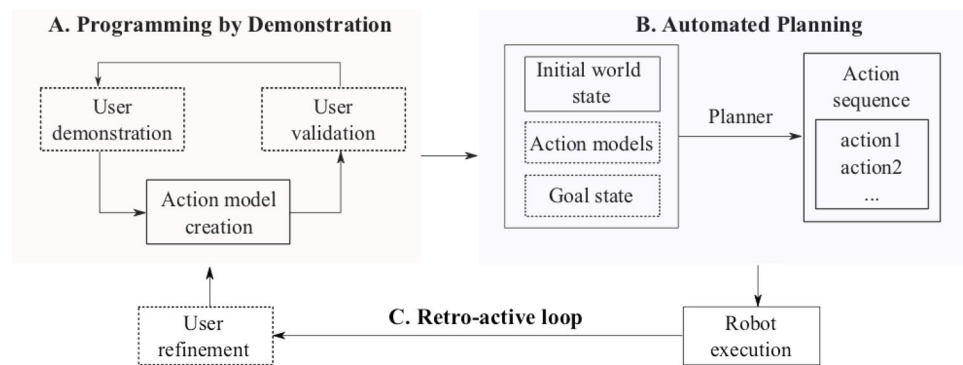 A. Programming by Demonstration
User
demonstration
User
validation
Action model
creation
B. Automated Planning
Initial world
state
Action models
Goal state
Planner
Action
sequence
action1
action2
...
C. Retro-active loop
User
refinement
Robot
execution